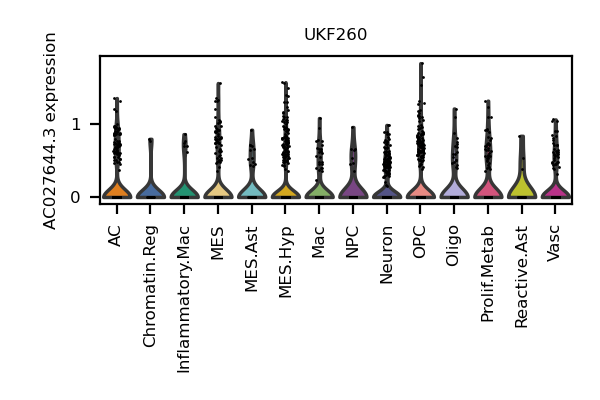 UKF260
AC027644.3 expression
1
0
AC
Chromatin.Reg
Inflammatory.Mac
MES
MES.Ast
MES.Hyp
Mac
NPC
Neuron
OPC
Oligo
Prolif.Metab
Reactive.Ast
Vasc